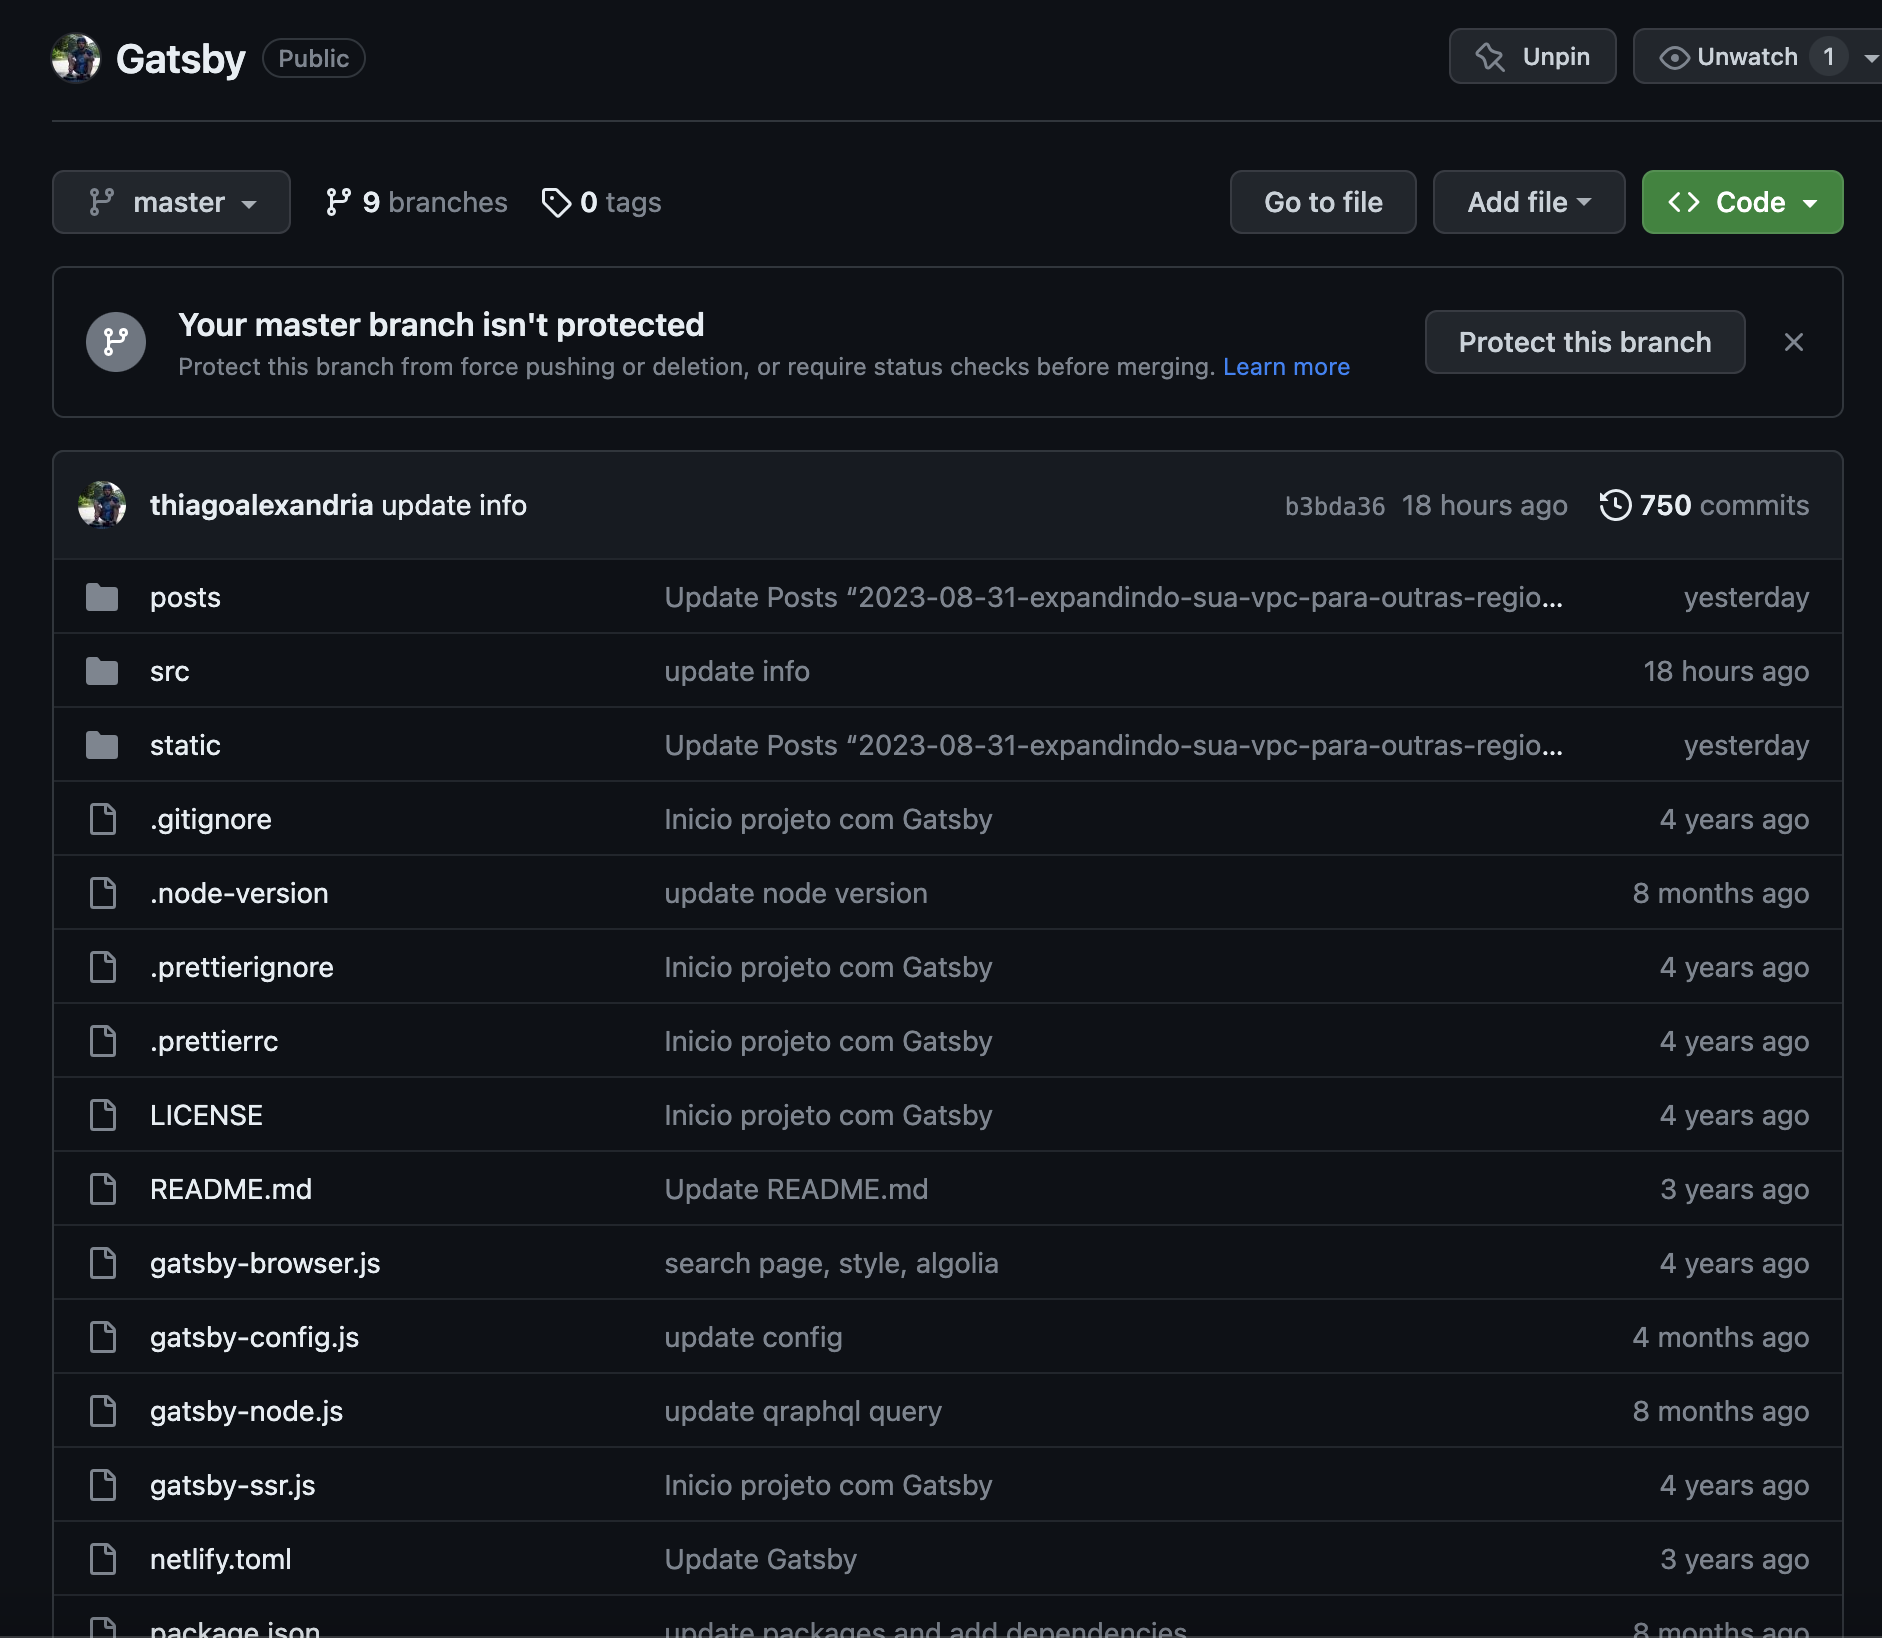 Gatsby Public Unpin Unwatch 1
master 9 branches 0 tags Go to file Add file Code
Your master branch isn't protected
Protect this branch from force pushing or deletion, or require status checks before merging. Learn more
Protect this branch
thiagoalexandria update info b3bda36 18 hours ago 750 commits
posts Update Posts “2023-08-31-expandindo-sua-vpc-para-outras-regio... yesterday
src update info 18 hours ago
static Update Posts “2023-08-31-expandindo-sua-vpc-para-outras-regio... yesterday
.gitignore Inicio projeto com Gatsby 4 years ago
.node-version update node version 8 months ago
.prettierignore Inicio projeto com Gatsby 4 years ago
.prettierrc Inicio projeto com Gatsby 4 years ago
LICENSE Inicio projeto com Gatsby 4 years ago
README.md Update README.md 3 years ago
gatsby-browser.js search page, style, algolia 4 years ago
gatsby-config.js update config 4 months ago
gatsby-node.js update qraphql query 8 months ago
gatsby-ssr.js Inicio projeto com Gatsby 4 years ago
netlify.toml Update Gatsby 3 years ago
package.json update packages and add dependencies 8 months ago